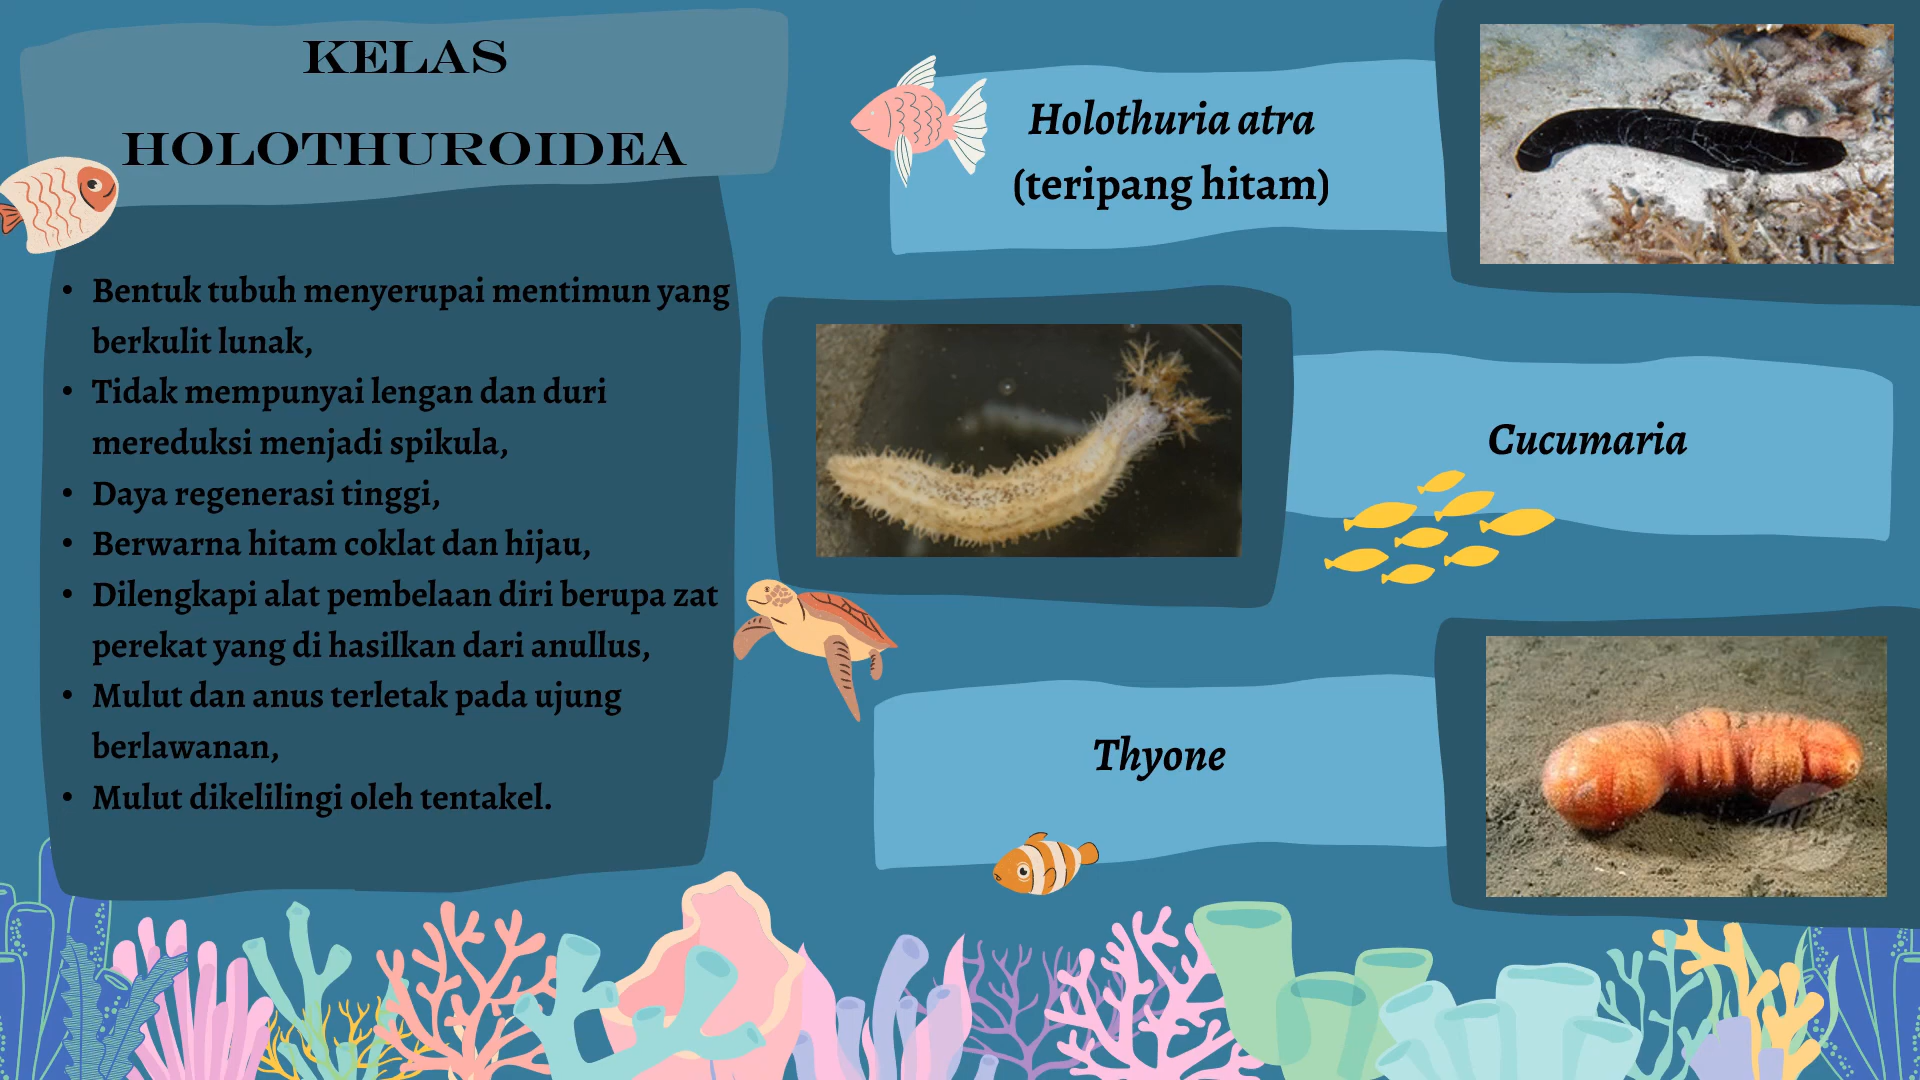 KELAS
HOLOTHUROIDEA
• Bentuk tubuh menyerupai mentimun yang
berkulit lunak,
• Tidak mempunyai lengan dan duri
mereduksi menjadi spikula,
• Daya regenerasi tinggi,
• Berwarna hitam coklat dan hijau,
• Dilengkapi alat pembelaan diri berupa zat
perekat yang di hasilkan dari anullus,
• Mulut dan anus terletak pada ujung
berlawanan,
• Mulut dikelilingi oleh tentakel.
Holothuria atra
(teripang hitam)
Cucumaria
Thyone